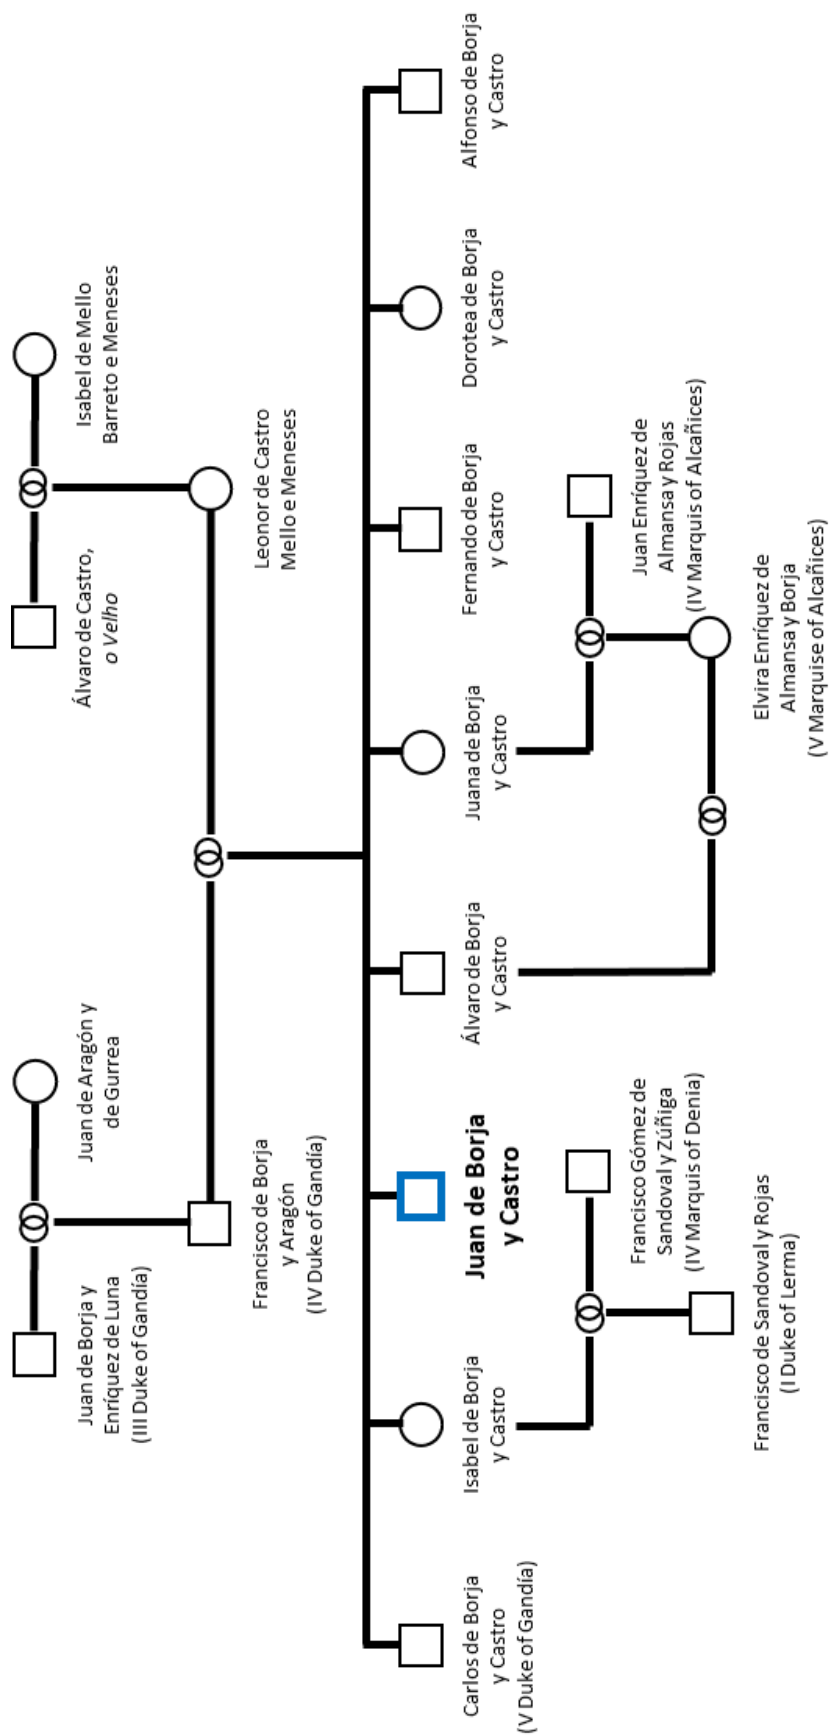 Juan de Borja y
Enríquez de Luna
(III Duke of Gandía)
Juan de Aragón y
de Gurrea
Álvaro de Castro,
o Velho
Isabel de Mello
Barreto e Meneses
Francisco de Borja
y Aragón
(IV Duke of Gandía)
Leonor de Castro
Mello e Meneses
Carlos de Borja
y Castro
(V Duke of Gandía)
Isabel de Borja
y Castro
Juan de Borja
y Castro
Álvaro de Borja
y Castro
Juana de Borja
y Castro
Fernando de Borja
y Castro
Dorotea de Borja
y Castro
Alfonso de Borja
y Castro
Francisco Gómez de
Sandoval y Zúñiga
(IV Marquis of Denia)
Juan Enríquez de
Almansa y Rojas
(IV Marquis of Alcañices)
Francisco de Sandoval y Rojas
(I Duke of Lerma)
Elvira Enríquez de
Almansa y Borja
(V Marquise of Alcañices)